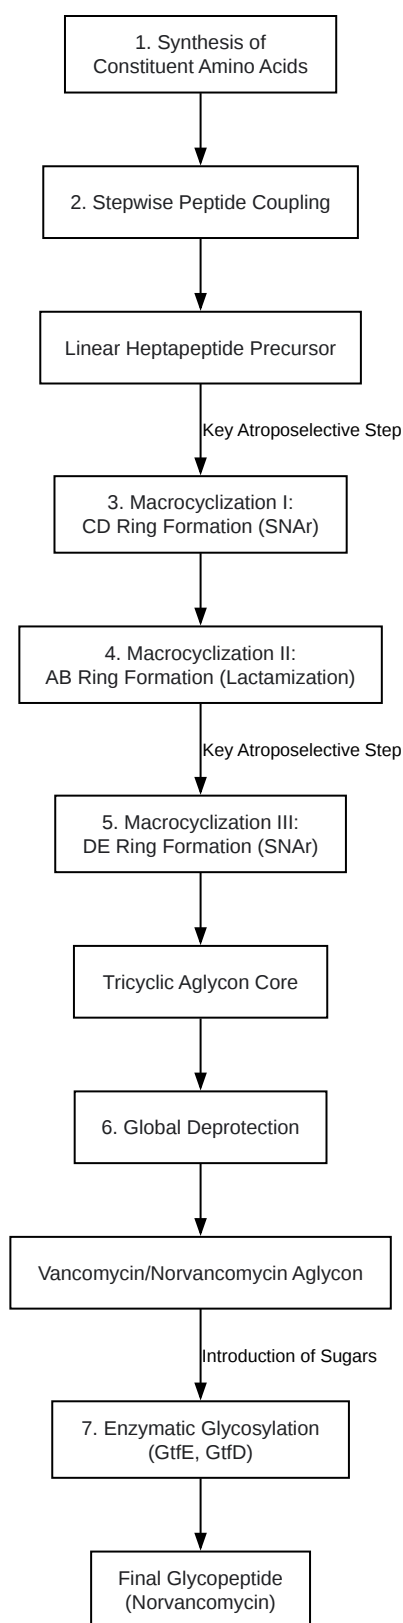 1. Synthesis of
Constituent Amino Acids
2. Stepwise Peptide Coupling
Linear Heptapeptide Precursor
Key Atroposelective Step
3. Macrocyclization I:
CD Ring Formation (SNAr)
4. Macrocyclization II:
AB Ring Formation (Lactamization)
Key Atroposelective Step
5. Macrocyclization III:
DE Ring Formation (SNAr)
Tricyclic Aglycon Core
6. Global Deprotection
Vancomycin/Norvancomycin Aglycon
Introduction of Sugars
7. Enzymatic Glycosylation
(GtfE, GtfD)
Final Glycopeptide
(Norvancomycin)